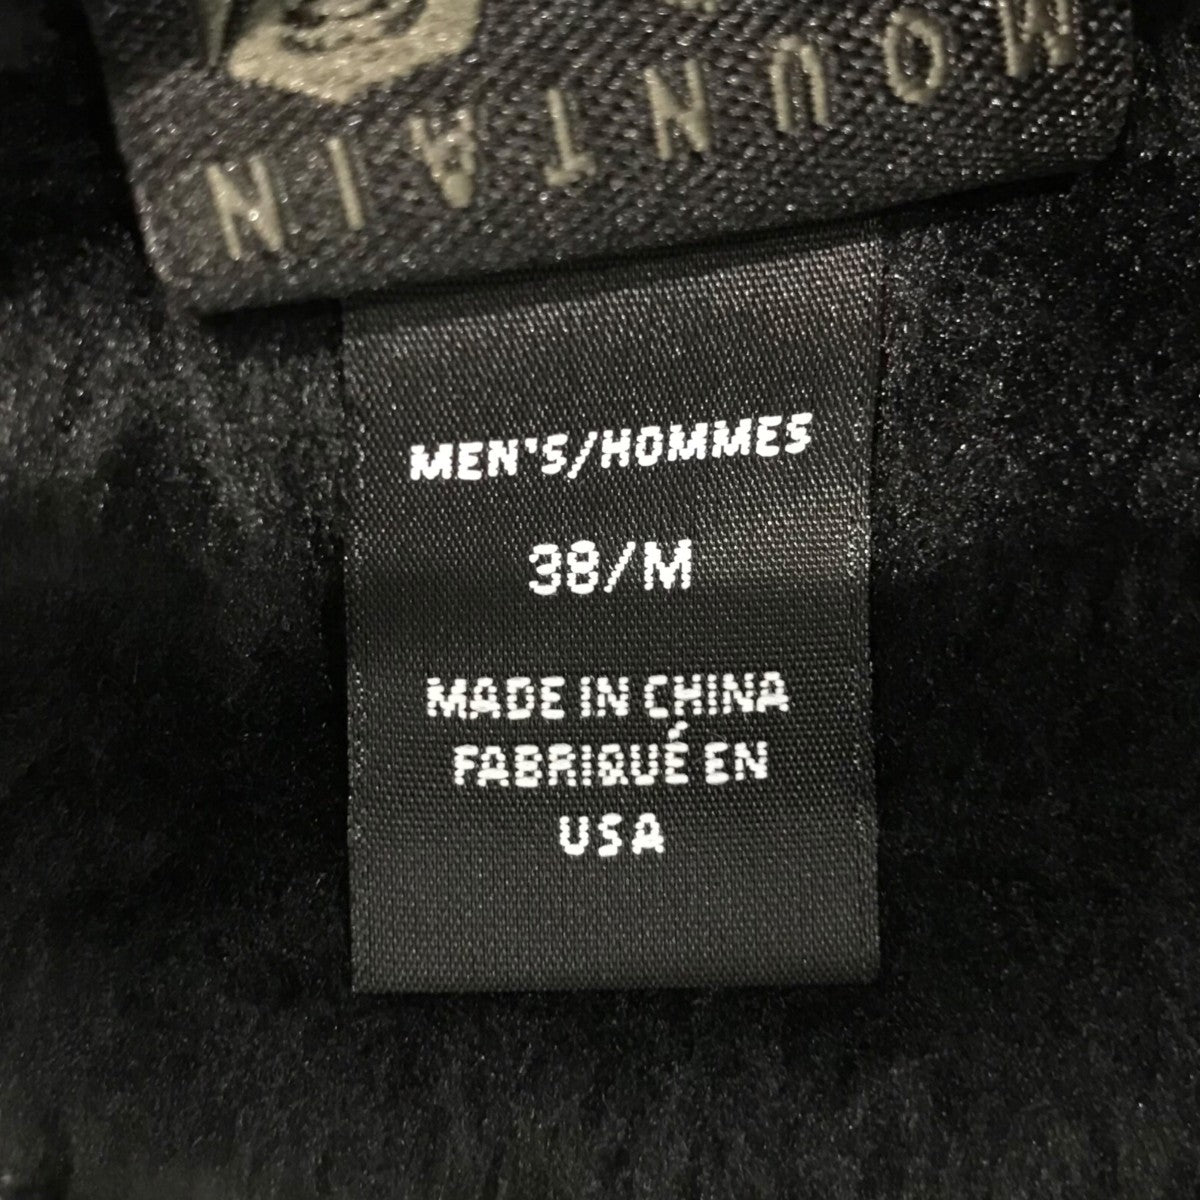 MOUNTAIN
MEN'S/HOMMES
38/M
MADE IN CHINA
FABRIQUÉ EN
USA